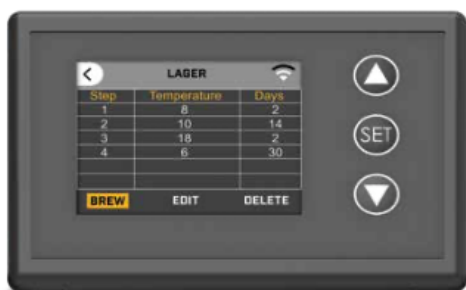 LAGER
Step Temperature Days
1 8 2
2 10 14
3 18 2
4 6 30
BREW EDIT DELETE
SET